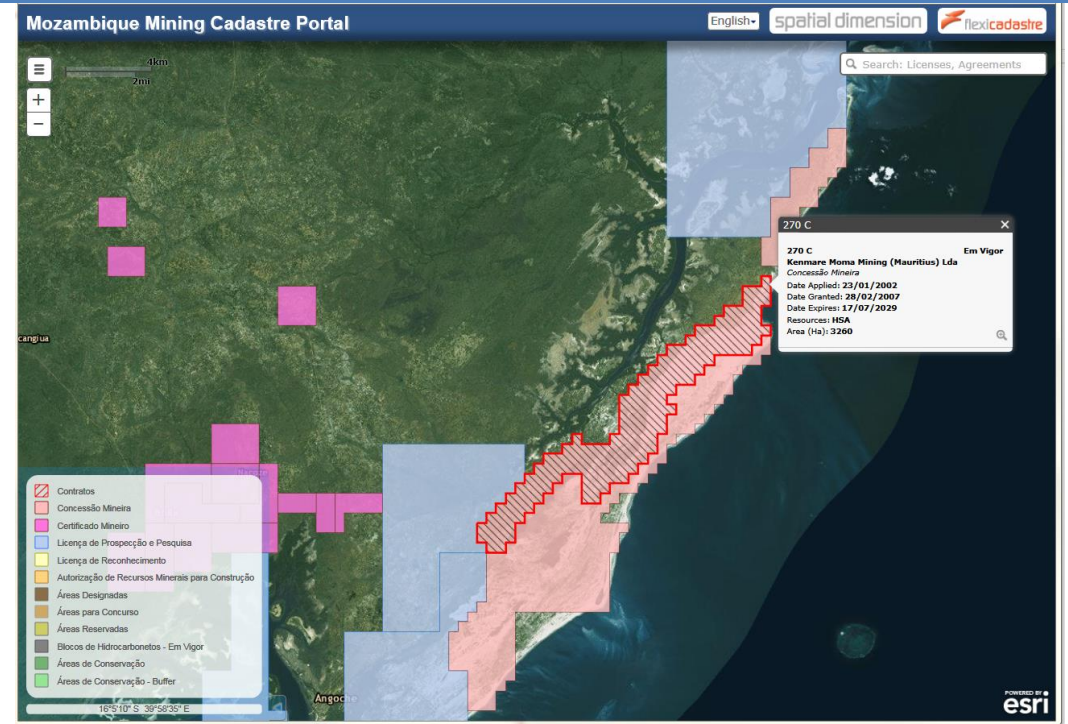 Mozambique Mining Cadastre Portal
English
spatial dimension
flexicadastre
4km
2mi
+
−
Search: Licenses, Agreements
270 C
270 C Em Vigor
Kenmare Moma Mining (Mauritius) Lda
Concessão Mineira
Date Applied: 23/01/2002
Date Granted: 28/02/2007
Date Expires: 17/07/2029
Resources: HSA
Area (Ha): 3260
cangiua
Contratos
Concessão Mineira
Certificado Mineiro
Licença de Prospecção e Pesquisa
Licença de Reconhecimento
Autorização de Recursos Minerais para Construção
Áreas Designadas
Áreas para Concurso
Áreas Reservadas
Blocos de Hidrocarbonetos - Em Vigor
Áreas de Conservação
Áreas de Conservação - Buffer
16°5'10" S 39°58'35" E
Angoche
POWERED BY
esri